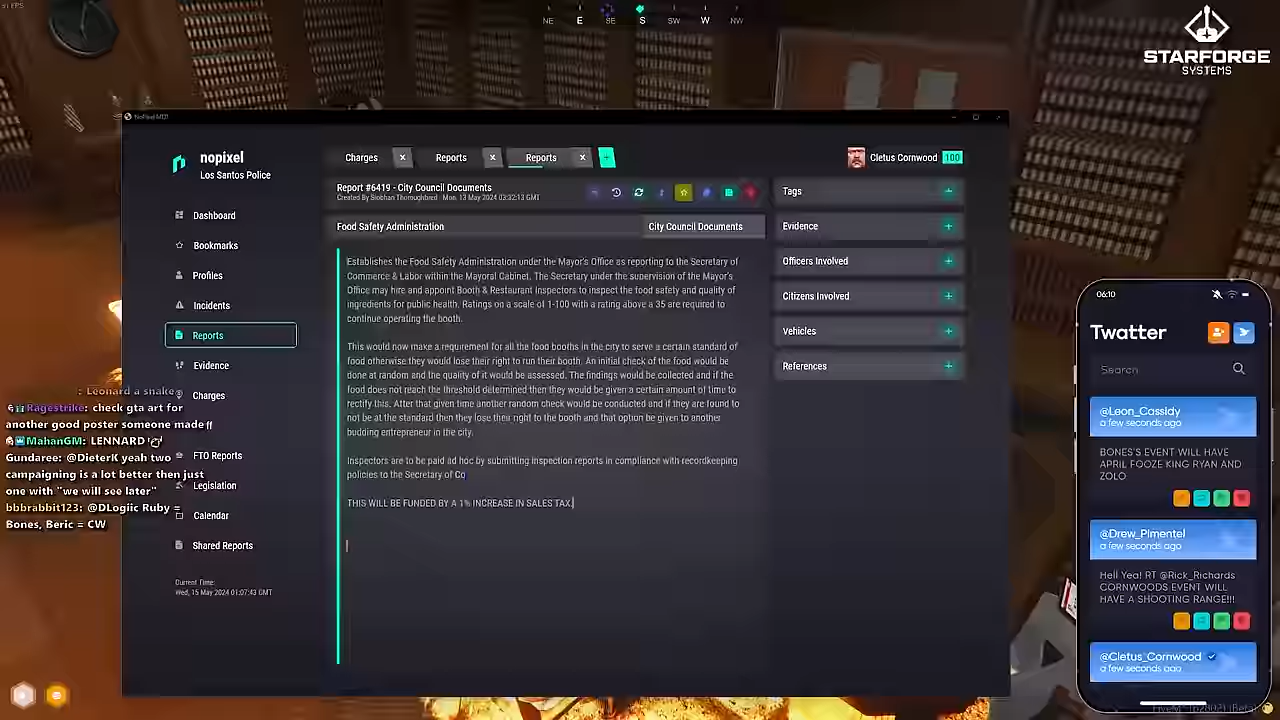 NE E SE S SW W NW
STARFORGE
SYSTEMS
NoPixel MDT
nopixel
Los Santos Police
Charges x Reports x Reports x +
Cletus Cornwood 100
Report #6419 - City Council Documents
Created By Siobhan Thoroughbred - Mon, 13 May 2024 03:32:13 GMT
Food Safety Administration
City Council Documents
Establishes the Food Safety Administration under the Mayor's Office as reporting to the Secretary of
Commerce & Labor within the Mayoral Cabinet. The Secretary under the supervision of the Mayor's
Office may hire and appoint Booth & Restaurant Inspectors to inspect the food safety and quality of
ingredients for public health. Ratings on a scale of 1-100 with a rating above a 35 are required to
continue operating the booth.
This would now make a requirement for all the food booths in the city to serve a certain standard of
food otherwise they would lose their right to run their booth. An initial check of the food would be
done at random and the quality of it would be assessed. The findings would be collected and if the
food does not reach the threshold determined then they would be given a certain amount of time to
rectify this. After that given time another random check would be conducted and if they are found to
not be at the standard then they lose their right to the booth and that option be given to another
budding entrepreneur in the city.
Inspectors are to be paid ad hoc by submitting inspection reports in compliance with recordkeeping
policies to the Secretary of Co
THIS WILL BE FUNDED BY A 1% INCREASE IN SALES TAX.
Tags +
Evidence +
Officers Involved +
Citizens Involved +
Vehicles +
References +
Dashboard
Bookmarks
Profiles
Incidents
Reports
Evidence
Charges
FTO Reports
Legislation
Calendar
Shared Reports
Current Time:
Wed, 15 May 2024 01:07:43 GMT
: Leonard a snake
Ragestrike: check gta art for
another good poster someone made
MahanGM: LENNARD
Gundaree: @DieterK yeah two
campaigning is a lot better then just
one with "we will see later"
bbbrabbit123: @DLogiic Ruby =
Bones, Beric = CW
06:10
Twatter
Search
@Leon_Cassidy
a few seconds ago
BONES'S EVENT WILL HAVE
APRIL FOOZE KING RYAN AND
ZOLO
@Drew_Pimentel
a few seconds ago
Hell Yea! RT @Rick_Richards
CORNWOODS EVENT WILL
HAVE A SHOOTING RANGE!!!
@Cletus_Cornwood
a few seconds ago